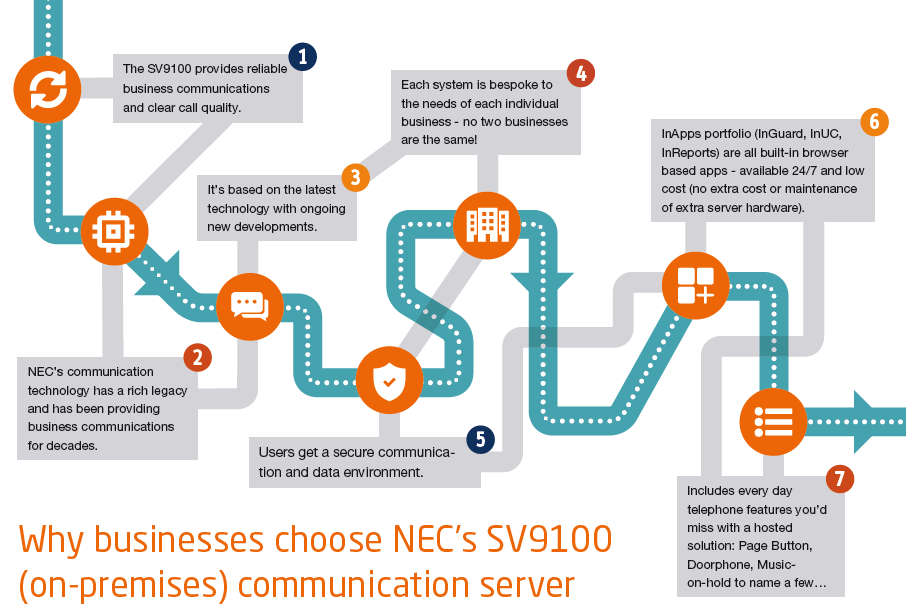 1
The SV9100 provides reliable
business communications
and clear call quality.
2
NEC's communication
technology has a rich legacy
and has been providing
business communications
for decades.
3
It's based on the latest
technology with ongoing
new developments.
4
Each system is bespoke to
the needs of each individual
business - no two businesses
are the same!
5
Users get a secure communica-
tion and data environment.
6
InApps portfolio (InGuard, InUC,
InReports) are all built-in browser
based apps - available 24/7 and low
cost (no extra cost or maintenance
of extra server hardware).
7
Includes every day
telephone features you'd
miss with a hosted
solution: Page Button,
Doorphone, Music-
on-hold to name a few...
Why businesses choose NEC's SV9100
(on-premises) communication server